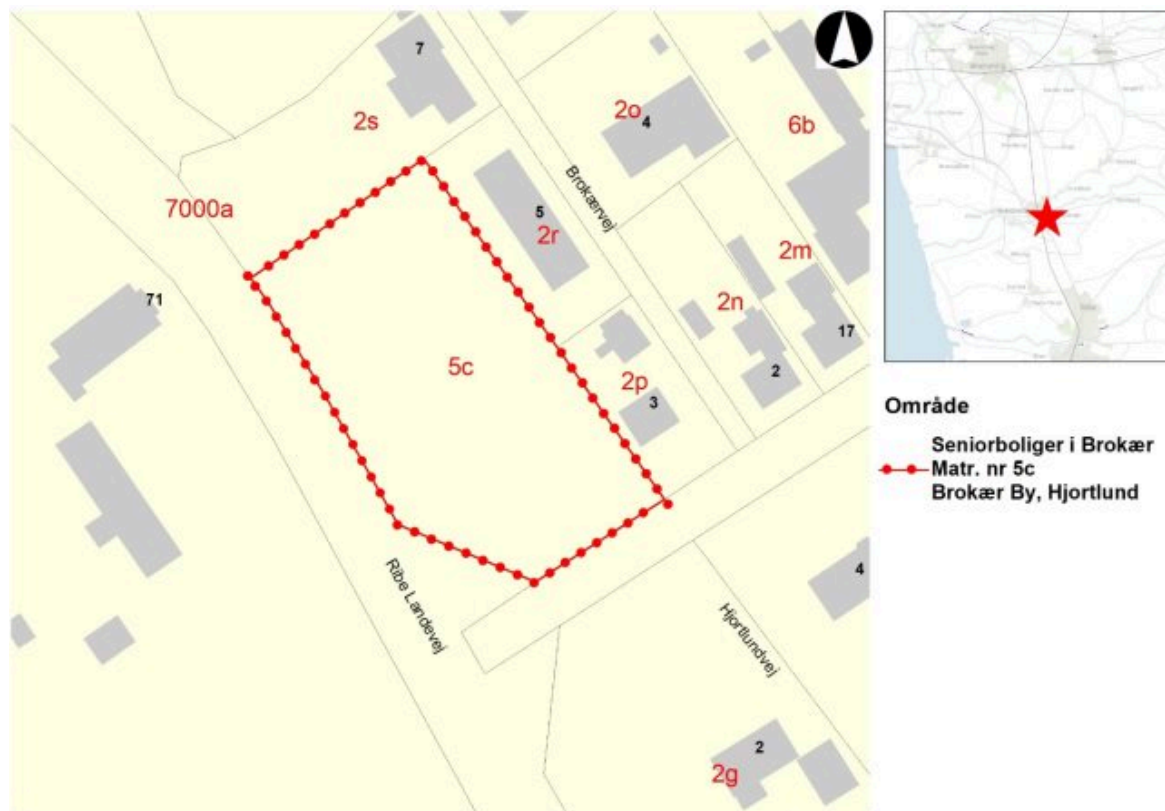 7
2s
2o
4
6b
7000a
Brokærvej
5
2r
71
2m
2n
17
5c
2p
2
3
Ribe Landevej
Hjortlundvej
4
2
2g
Område
Seniorboliger i Brokær
Matr. nr 5c
Brokær By, Hjortlund